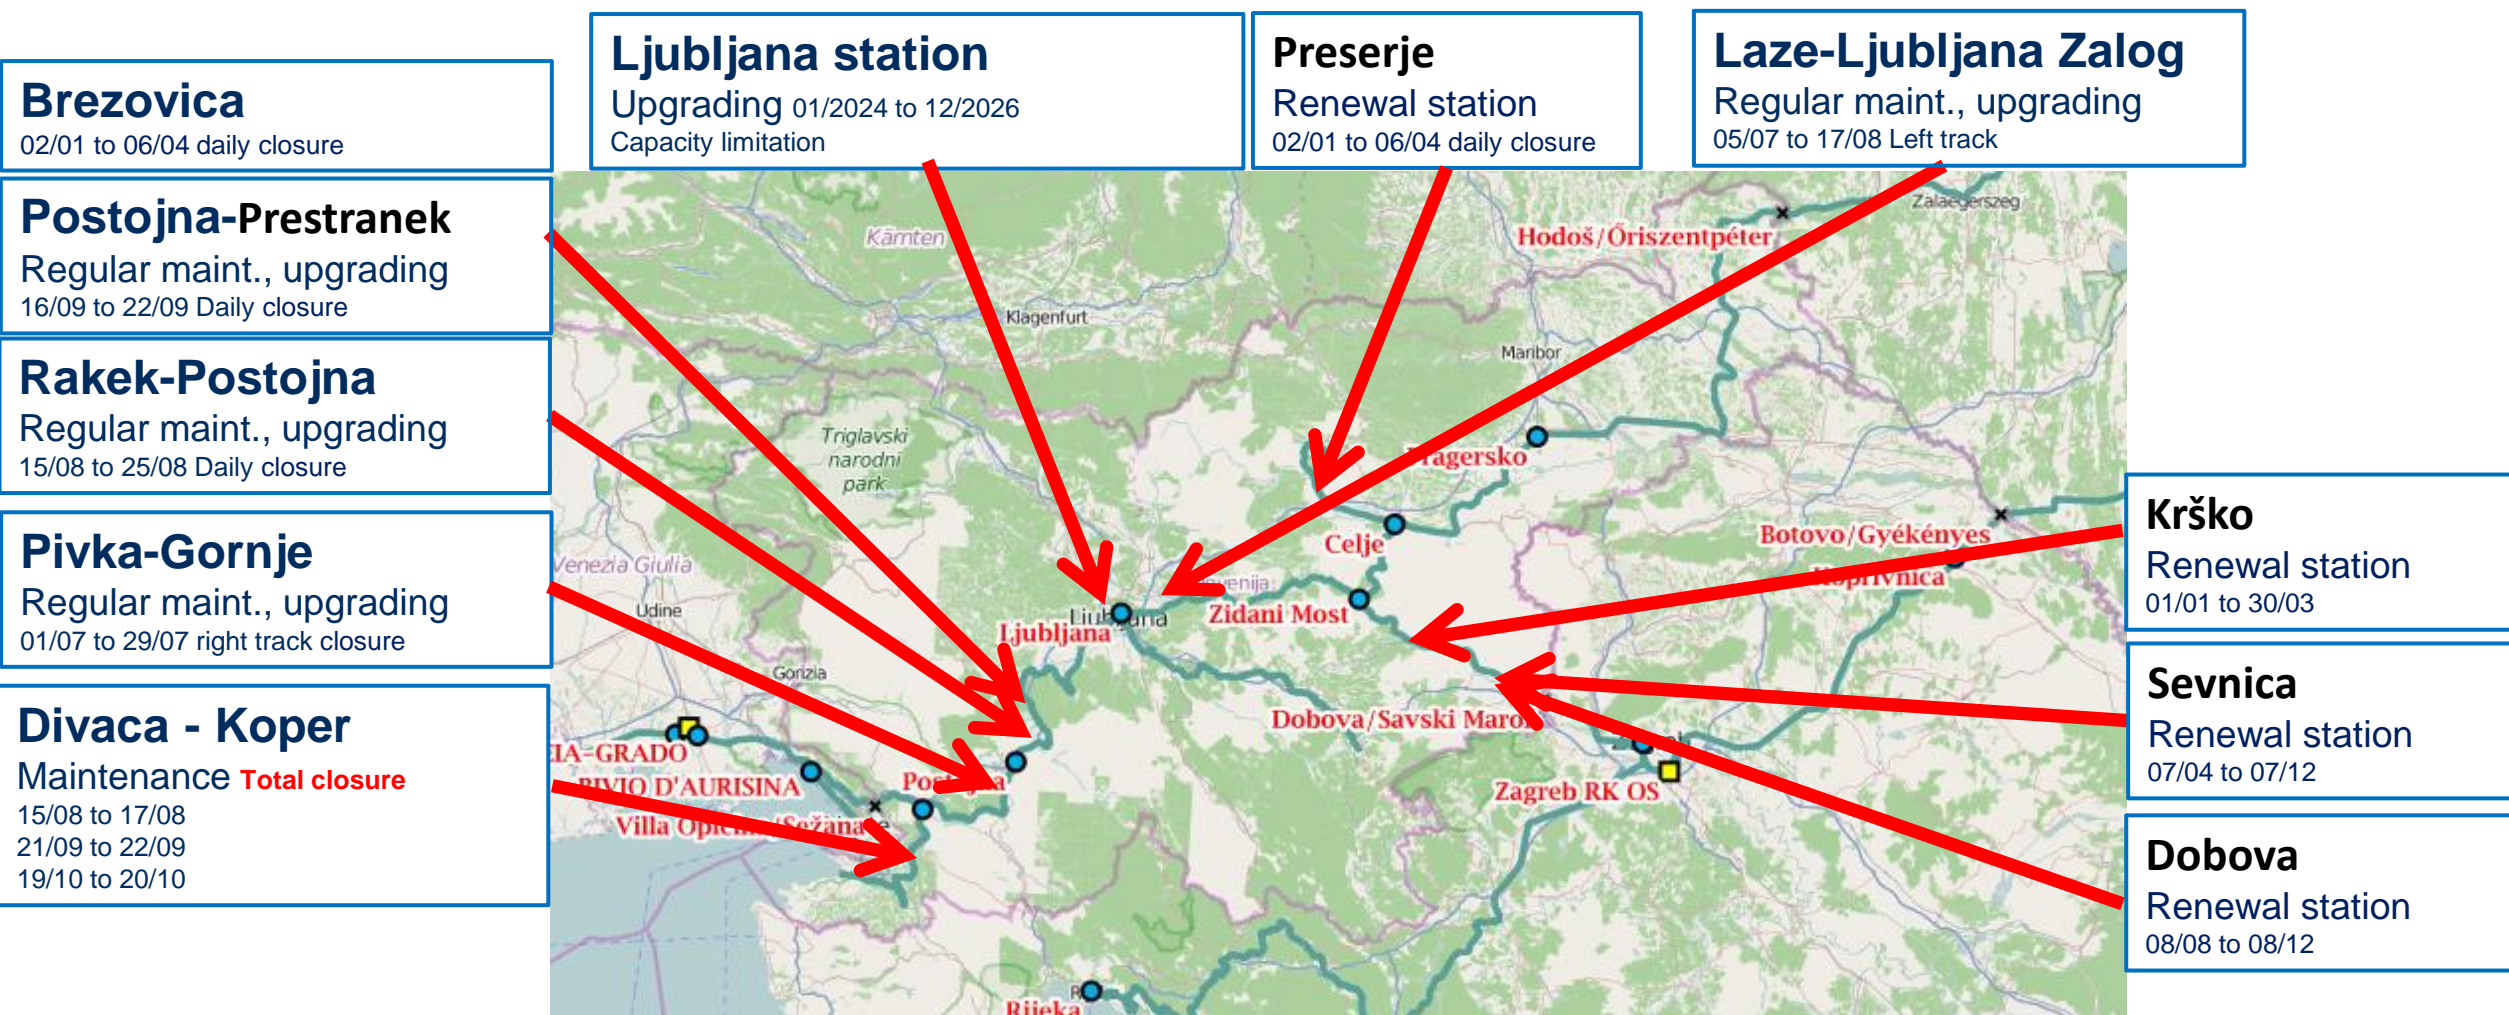 Brezovica
02/01 to 06/04 daily closure
Postojna-Prestranek
Regular maint., upgrading
16/09 to 22/09 Daily closure
Rakek-Postojna
Regular maint., upgrading
15/08 to 25/08 Daily closure
Pivka-Gornje
Regular maint., upgrading
01/07 to 29/07 right track closure
Divaca - Koper
Maintenance Total closure
15/08 to 17/08
21/09 to 22/09
19/10 to 20/10
Ljubljana station
Upgrading 01/2024 to 12/2026
Capacity limitation
Preserje
Renewal station
02/01 to 06/04 daily closure
Laze-Ljubljana Zalog
Regular maint., upgrading
05/07 to 17/08 Left track
Krško
Renewal station
01/01 to 30/03
Sevnica
Renewal station
07/04 to 07/12
Dobova
Renewal station
08/08 to 08/12
Zalaegerszeg
Kärnten
Hodoš/Őriszentpéter
Klagenfurt
Maribor
Triglavski
narodni
park
Botovo/Gyékényes
Celje
Venezia Giulia
Udine
Zidani Most
Ljubljana
Gorizia
Dobova/Savski
IA-GRADO
BIVIO D'AURISINA
Zagreb RK OS
Rijeka